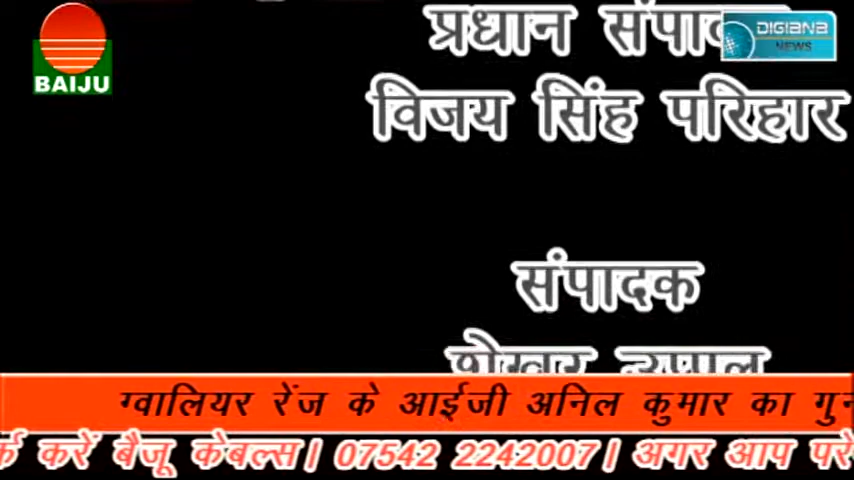 प्रधान
DIGIANA
NEWS
BAIJU
विजय सिंह परिहार
संपादक
ग्वालियर रेंज के आईजी अनिल कुमार का
करें बैजू केबल्स। 07542 2242007। अगर आप